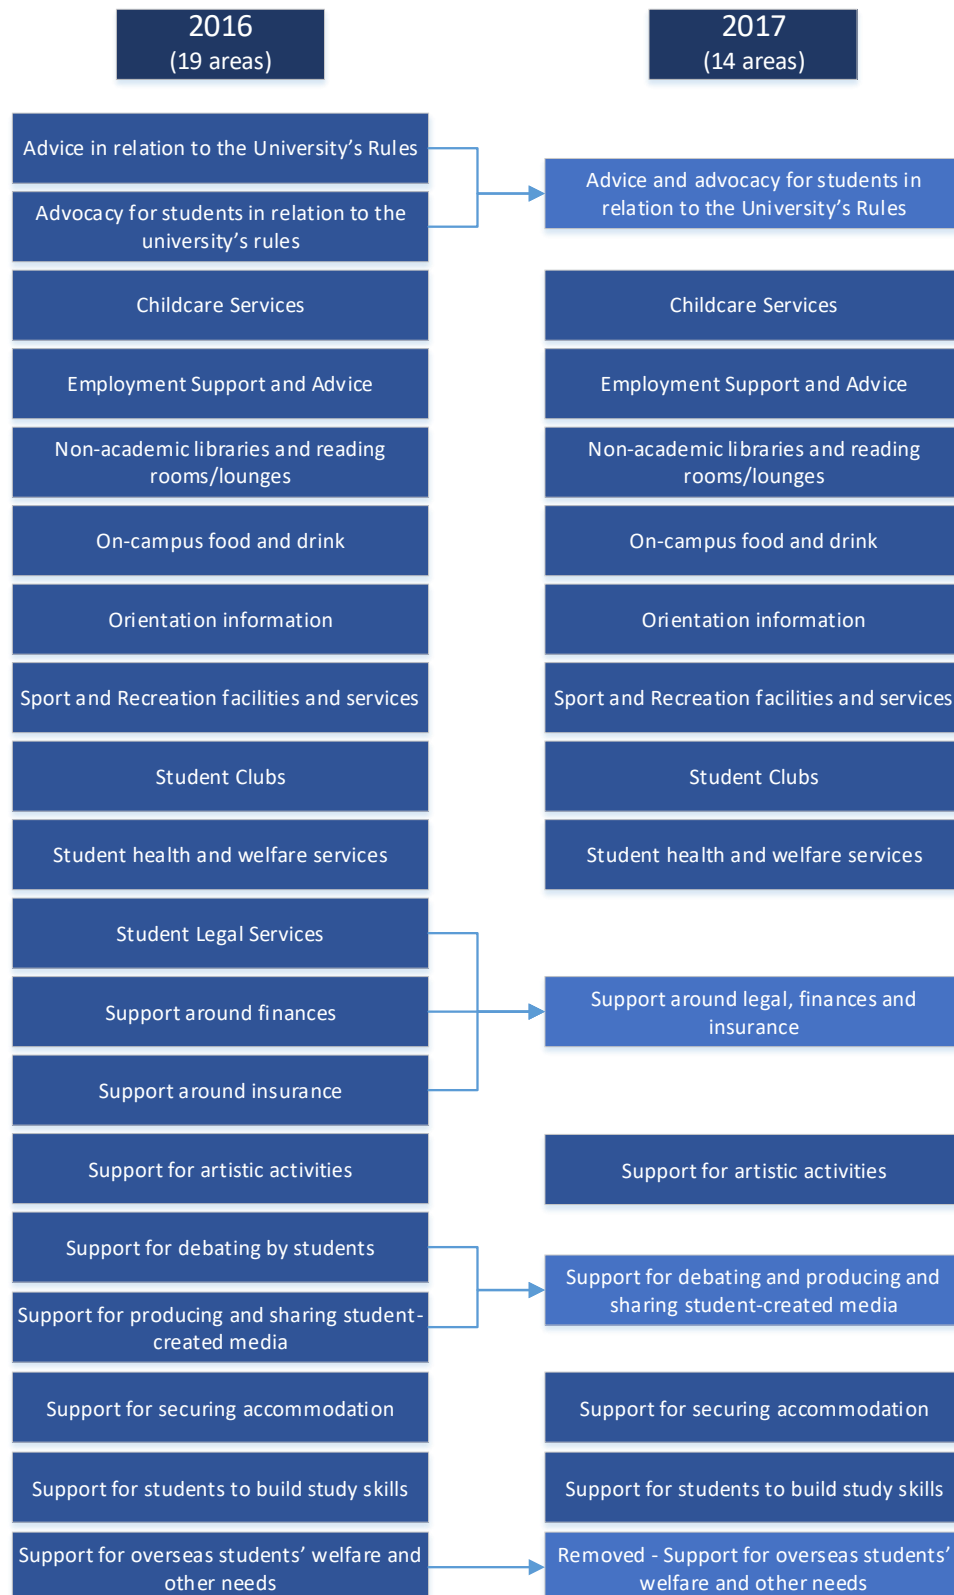 2016
(19 areas)
2017
(14 areas)
Advice in relation to the University’s Rules
Advocacy for students in relation to the
university’s rules
Advice and advocacy for students in
relation to the University’s Rules
Childcare Services
Childcare Services
Employment Support and Advice
Employment Support and Advice
Non-academic libraries and reading
rooms/lounges
Non-academic libraries and reading
rooms/lounges
On-campus food and drink
On-campus food and drink
Orientation information
Orientation information
Sport and Recreation facilities and services
Sport and Recreation facilities and services
Student Clubs
Student Clubs
Student health and welfare services
Student health and welfare services
Student Legal Services
Support around finances
Support around insurance
Support around legal, finances and
insurance
Support for artistic activities
Support for artistic activities
Support for debating by students
Support for producing and sharing student-
created media
Support for debating and producing and
sharing student-created media
Support for securing accommodation
Support for securing accommodation
Support for students to build study skills
Support for students to build study skills
Support for overseas students’ welfare and
other needs
Removed - Support for overseas students’
welfare and other needs